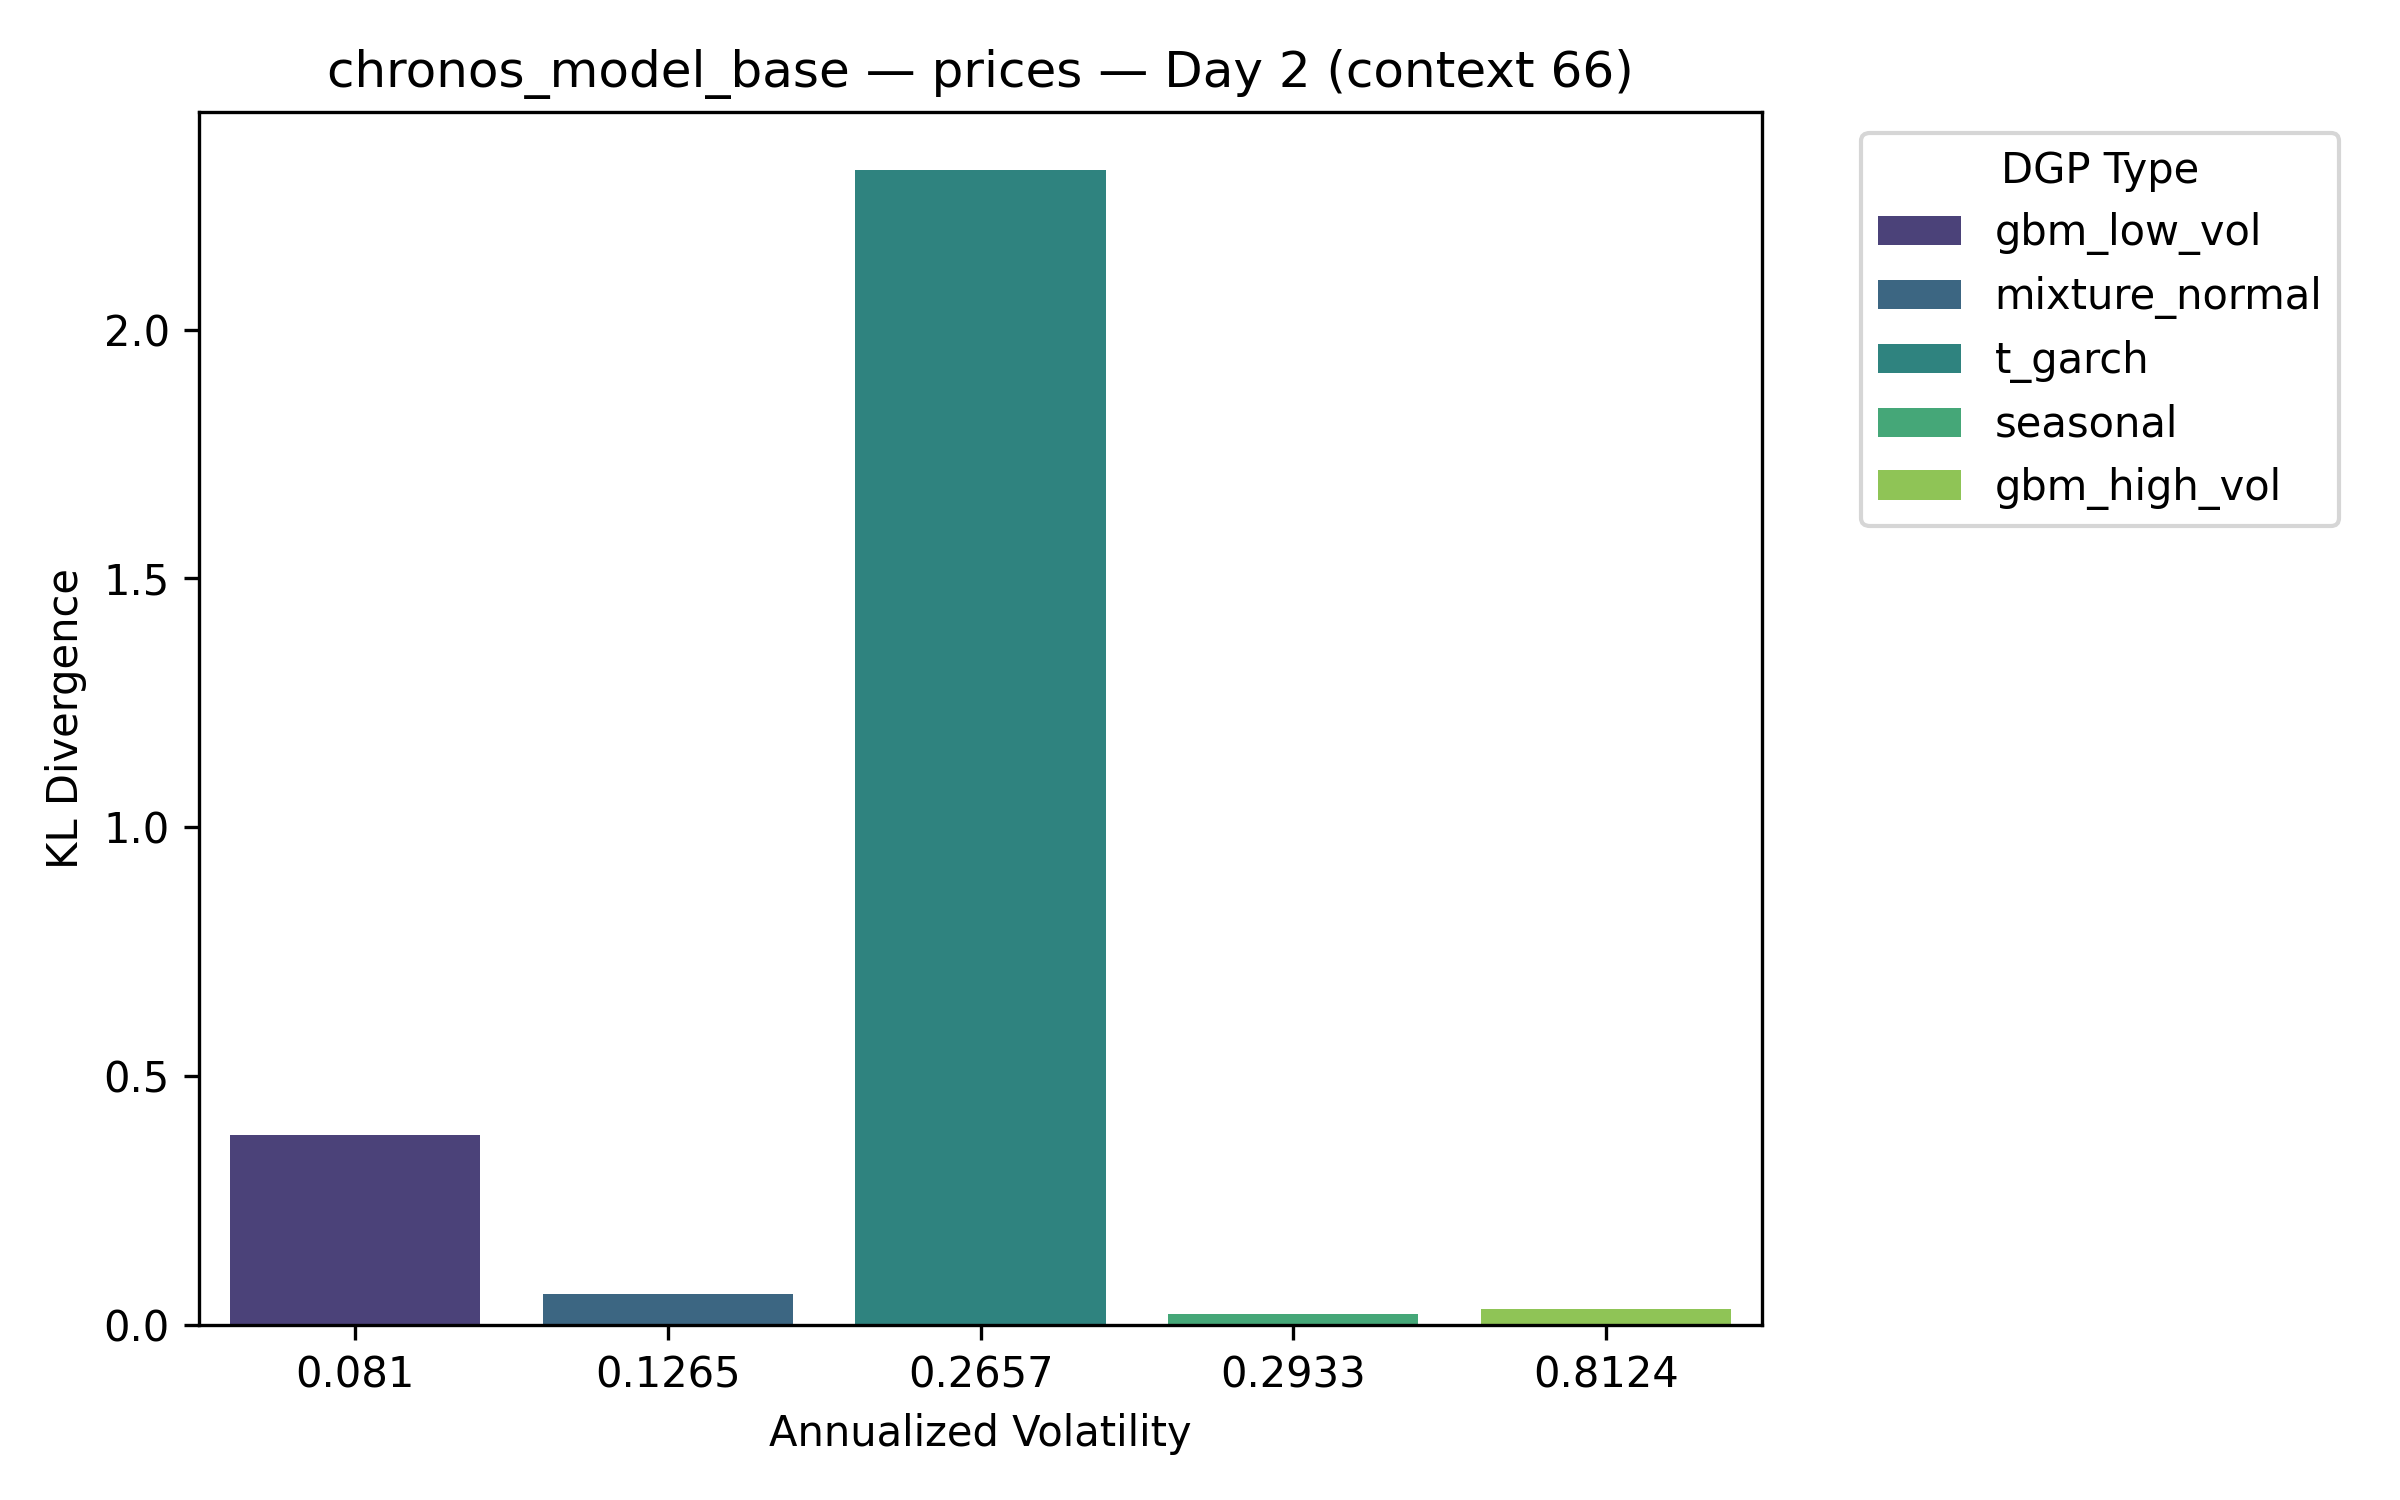 chronos_model_base — prices — Day 2 (context 66)
DGP Type
gbm_low_vol
mixture_normal
t_garch
seasonal
gbm_high_vol
KL Divergence
2.0
1.5
1.0
0.5
0.0
0.081 0.1265 0.2657 0.2933 0.8124
Annualized Volatility